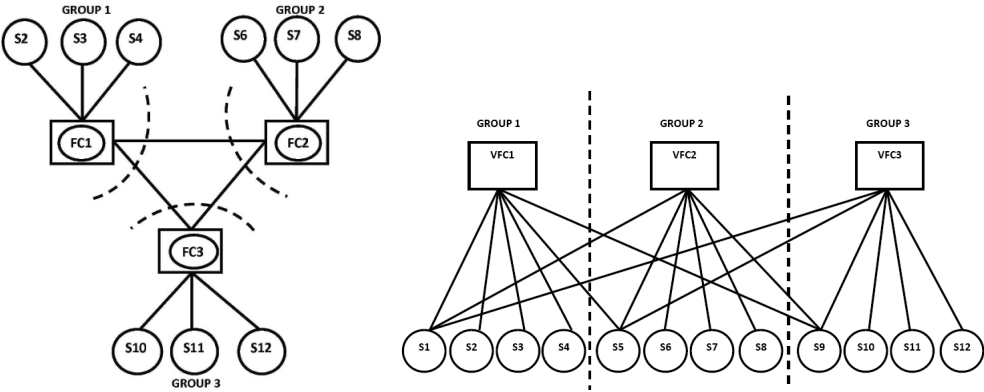 GROUP 1
GROUP 2
S2 S3 S4
S6 S7 S8
FC1
FC2
FC3
S10 S11 S12
GROUP 3
GROUP 1
GROUP 2
GROUP 3
VFC1
VFC2
VFC3
S1 S2 S3 S4 S5 S6 S7 S8 S9 S10 S11 S12